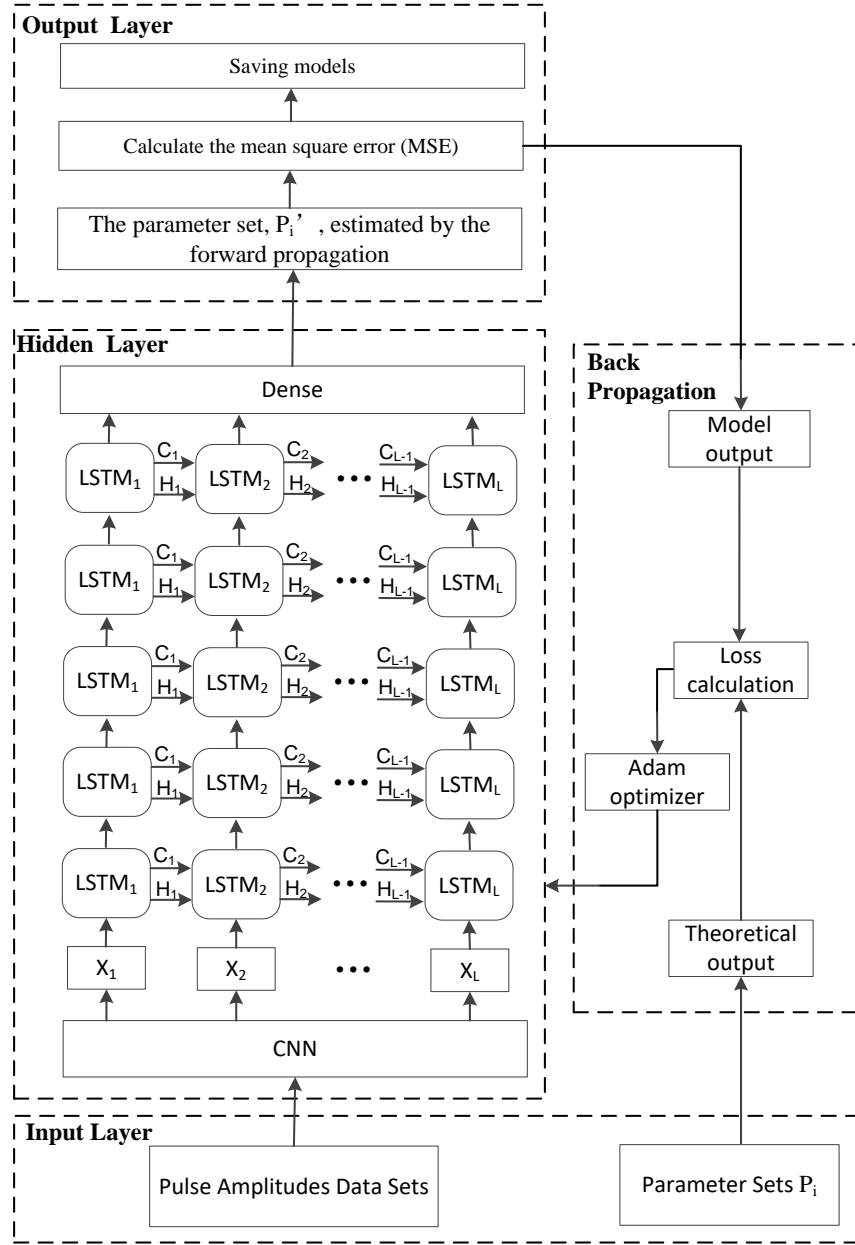 Output Layer
Saving models
Calculate the mean square error (MSE)
The parameter set, Pi’ , estimated by the
forward propagation
Hidden Layer
Dense
LSTM1 C1 H1 LSTM2 C2 H2 ••• CL-1 HL-1 LSTML
LSTM1 C1 H1 LSTM2 C2 H2 ••• CL-1 HL-1 LSTML
LSTM1 C1 H1 LSTM2 C2 H2 ••• CL-1 HL-1 LSTML
LSTM1 C1 H1 LSTM2 C2 H2 ••• CL-1 HL-1 LSTML
LSTM1 C1 H1 LSTM2 C2 H2 ••• CL-1 HL-1 LSTML
X1 X2 ••• XL
CNN
Back
Propagation
Model
output
Loss
calculation
Adam
optimizer
Theoretical
output
Input Layer
Pulse Amplitudes Data Sets
Parameter Sets Pi